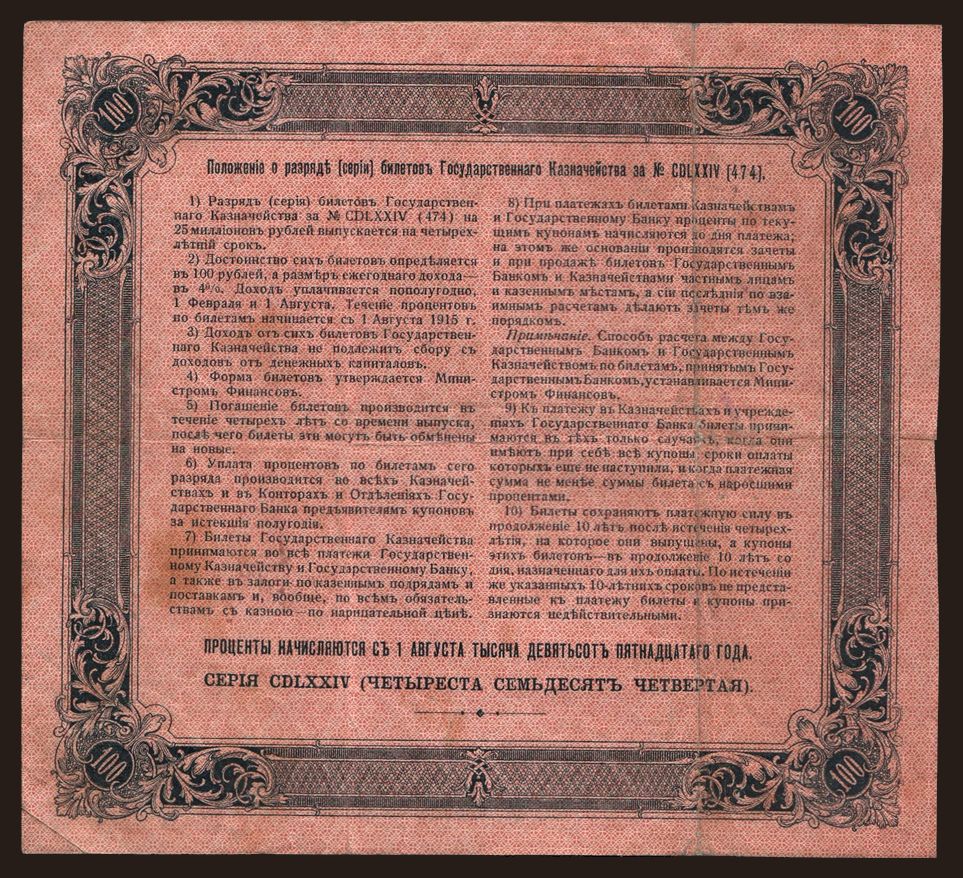 100
100
Положеніе о разрядѣ (серіи) билетовъ Государственнаго Казначейства за № CDLXXIV (474).
1) Разрядъ (серія) билетовъ Государствен-
наго Казначейства за № CDLXXIV (474) на
25 милліоновъ рублей выпускается на четырех-
лѣтній срокъ.
2) Достоинство сихъ билетовъ опредѣляется
въ 100 рублей, а размѣръ ежегоднаго дохода—
въ 4%. Доходъ уплачивается пополугодно,
1 Февраля и 1 Августа. Теченіе процентовъ
по билетамъ начинается съ 1 Августа 1915 г.
3) Доходъ отъ сихъ билетовъ Государствен-
наго Казначейства не подлежитъ сбору съ
доходовъ отъ денежныхъ капиталовъ.
4) Форма билетовъ утверждается Мини-
стромъ Финансовъ.
5) Погашеніе билетовъ производится въ
теченіе четырехъ лѣтъ со времени выпуска,
послѣ чего билеты эти могутъ быть обмѣнены
на новые.
6) Уплата процентовъ по билетамъ сего
разряда производится во всѣхъ Казначей-
ствахъ и въ Конторахъ и Отдѣленіяхъ Госу-
дарственнаго Банка предъявителямъ купоновъ
за истекшія полугодія.
7) Билеты Государственнаго Казначейства
принимаются во всѣ платежи Государствен-
ному Казначейству и Государственному Банку,
а также въ залоги по казеннымъ подрядамъ и
поставкамъ и, вообще, по всѣмъ обязатель-
ствамъ съ казною—по нарицательной цѣнѣ.
8) При платежахъ билетами Казначействамъ
и Государственному Банку проценты по теку-
щимъ купонамъ начисляются до дня платежа;
на этомъ же основаніи производятся зачеты
и при продажѣ билетовъ Государственнымъ
Банкомъ и Казначействами частнымъ лицамъ
и казеннымъ мѣстамъ, а сіи послѣднія по вза-
имнымъ расчетамъ дѣлаютъ зачеты тѣмъ же
порядкомъ.
Примѣчаніе. Способъ расчета между Госу-
дарственнымъ Банкомъ и Государственнымъ
Казначействомъ по билетамъ, принятымъ Госу-
дарственнымъ Банкомъ, устанавливается Мини-
стромъ Финансовъ.
9) Къ платежу въ Казначействахъ и учрежде-
ніяхъ Государственнаго Банка билеты прини-
маются въ тѣхъ только случаяхъ, когда они
имѣютъ при себѣ всѣ купоны, сроки оплаты
которыхъ еще не наступили, и когда платежная
сумма не менѣе суммы билета съ наросшими
процентами.
10) Билеты сохраняютъ платежную силу въ
продолженіе 10 лѣтъ послѣ истеченія четырех-
лѣтія, на которое они выпущены, а купоны
этихъ билетовъ—въ продолженіе 10 лѣтъ со
дня, назначеннаго для ихъ оплаты. По истеченіи
же указанныхъ 10-лѣтнихъ сроковъ не предста-
вленные къ платежу билеты и купоны при-
знаются недѣйствительными.
ПРОЦЕНТЫ НАЧИСЛЯЮТСЯ СЪ 1 АВГУСТА ТЫСЯЧА ДЕВЯТЬСОТЪ ПЯТНАДЦАТАГО ГОДА.
СЕРІЯ CDLXXIV (ЧЕТЫРЕСТА СЕМЬДЕСЯТЪ ЧЕТВЕРТАЯ).
100
100